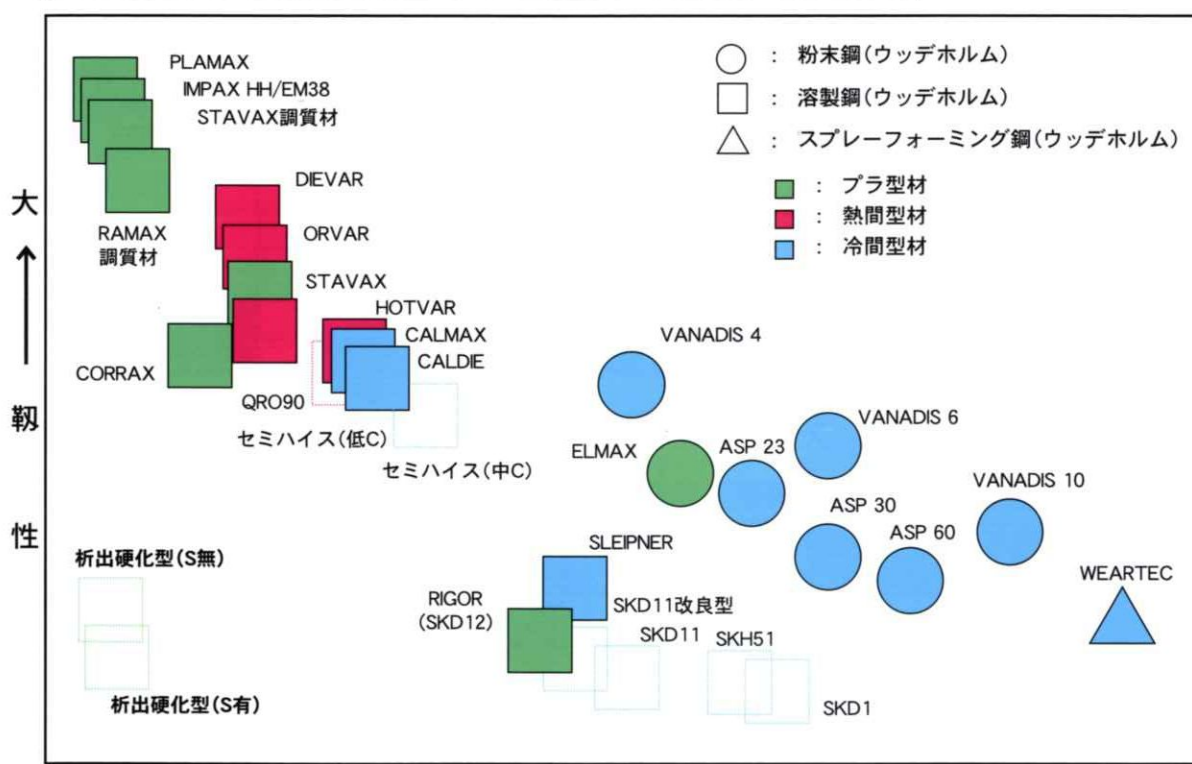 PLAMAX
IMPAX HH/EM38
STAVAX調質材
RAMAX
調質材
○ : 粉末鋼(ウッデホルム)
□ : 溶製鋼(ウッデホルム)
△ : スプレーフォーミング鋼(ウッデホルム)
: プラ型材
: 熱間型材
: 冷間型材
大
↑
靱
性
DIEVAR
ORVAR
STAVAX
HOTVAR
CALMAX
CALDIE
CORRAX
QRO90
セミハイス(低C)
セミハイス(中C)
VANADIS 4
VANADIS 6
ELMAX
ASP 23
VANADIS 10
ASP 30
ASP 60
WEARTEC
析出硬化型(S無)
析出硬化型(S有)
SLEIPNER
RIGOR
(SKD12)
SKD11改良型
SKD11
SKH51
SKD1